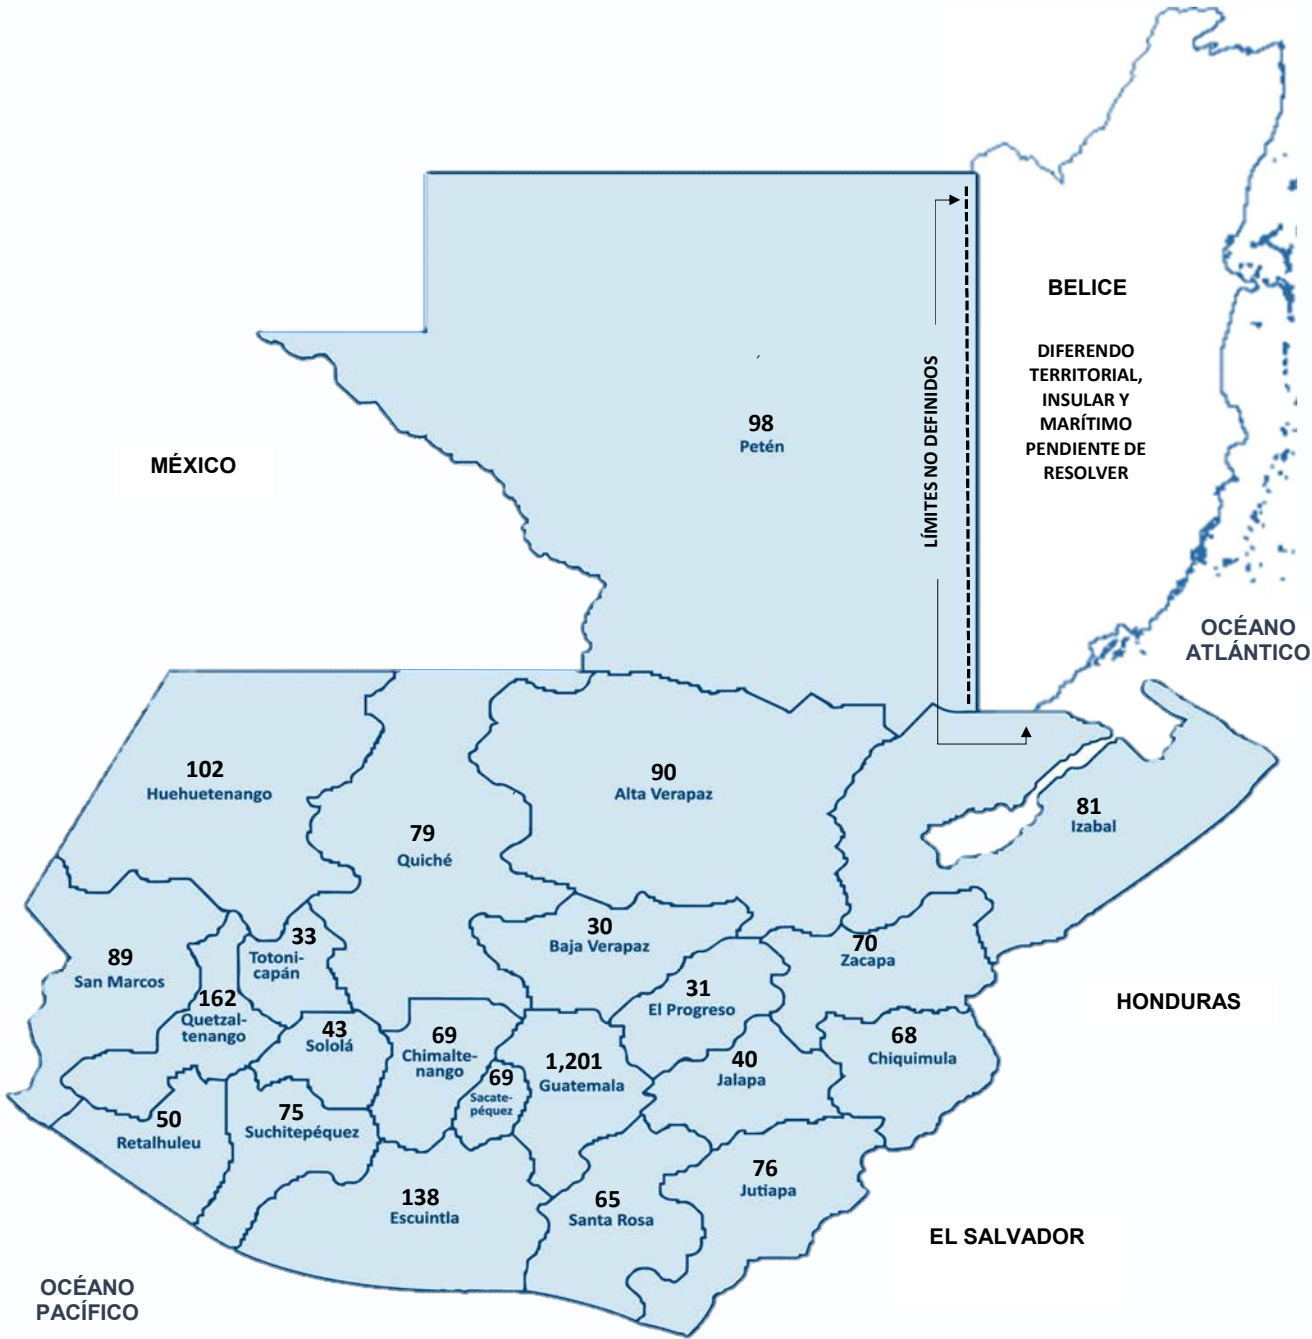 BELICE
DIFERENDO
TERRITORIAL,
INSULAR Y
MARÍTIMO
PENDIENTE DE
RESOLVER
LÍMITES NO DEFINIDOS
98
Petén
MÉXICO
OCÉANO
ATLÁNTICO
102
Huehuetenango
90
Alta Verapaz
81
Izabal
79
Quiché
30
Baja Verapaz
33
Totoni-
capán
70
Zacapa
89
San Marcos
162
Quetzal-
tenango
31
El Progreso
HONDURAS
43
Sololá
69
Chimalte-
nango
1,201
Guatemala
69
Sacate-
péquez
40
Jalapa
68
Chiquimula
50
Retalhuleu
75
Suchitepéquez
138
Escuintla
65
Santa Rosa
76
Jutiapa
EL SALVADOR
OCÉANO
PACÍFICO